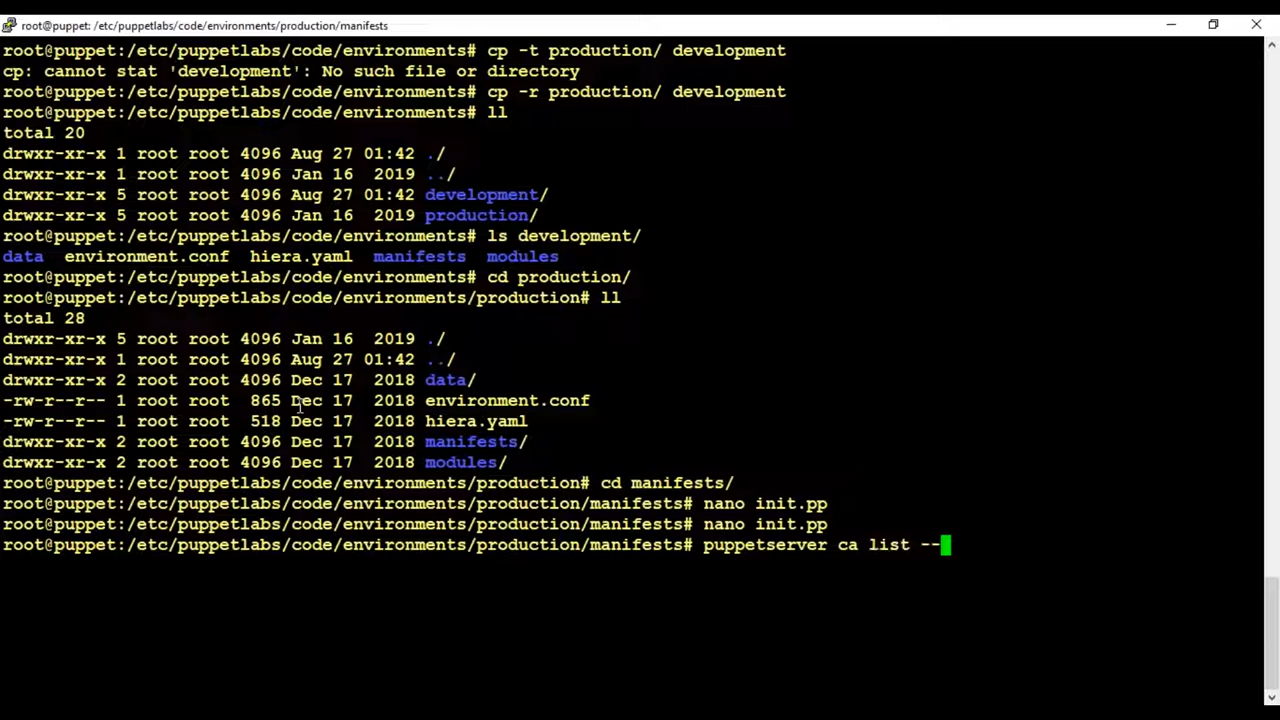 root@puppet: /etc/puppetlabs/code/environments/production/manifests
root@puppet:/etc/puppetlabs/code/environments# cp -t production/ development
cp: cannot stat 'development': No such file or directory
root@puppet:/etc/puppetlabs/code/environments# cp -r production/ development
root@puppet:/etc/puppetlabs/code/environments# ll
total 20
drwxr-xr-x 1 root root 4096 Aug 27 01:42 ./
drwxr-xr-x 1 root root 4096 Jan 16  2019 ../
drwxr-xr-x 5 root root 4096 Aug 27 01:42 development/
drwxr-xr-x 5 root root 4096 Jan 16  2019 production/
root@puppet:/etc/puppetlabs/code/environments# ls development/
data  environment.conf  hiera.yaml  manifests  modules
root@puppet:/etc/puppetlabs/code/environments# cd production/
root@puppet:/etc/puppetlabs/code/environments/production# ll
total 28
drwxr-xr-x 5 root root 4096 Jan 16  2019 ./
drwxr-xr-x 1 root root 4096 Aug 27 01:42 ../
drwxr-xr-x 2 root root 4096 Dec 17  2018 data/
-rw-r--r-- 1 root root  865 Dec 17  2018 environment.conf
-rw-r--r-- 1 root root  518 Dec 17  2018 hiera.yaml
drwxr-xr-x 2 root root 4096 Dec 17  2018 manifests/
drwxr-xr-x 2 root root 4096 Dec 17  2018 modules/
root@puppet:/etc/puppetlabs/code/environments/production# cd manifests/
root@puppet:/etc/puppetlabs/code/environments/production/manifests# nano init.pp
root@puppet:/etc/puppetlabs/code/environments/production/manifests# nano init.pp
root@puppet:/etc/puppetlabs/code/environments/production/manifests# puppetserver ca list --